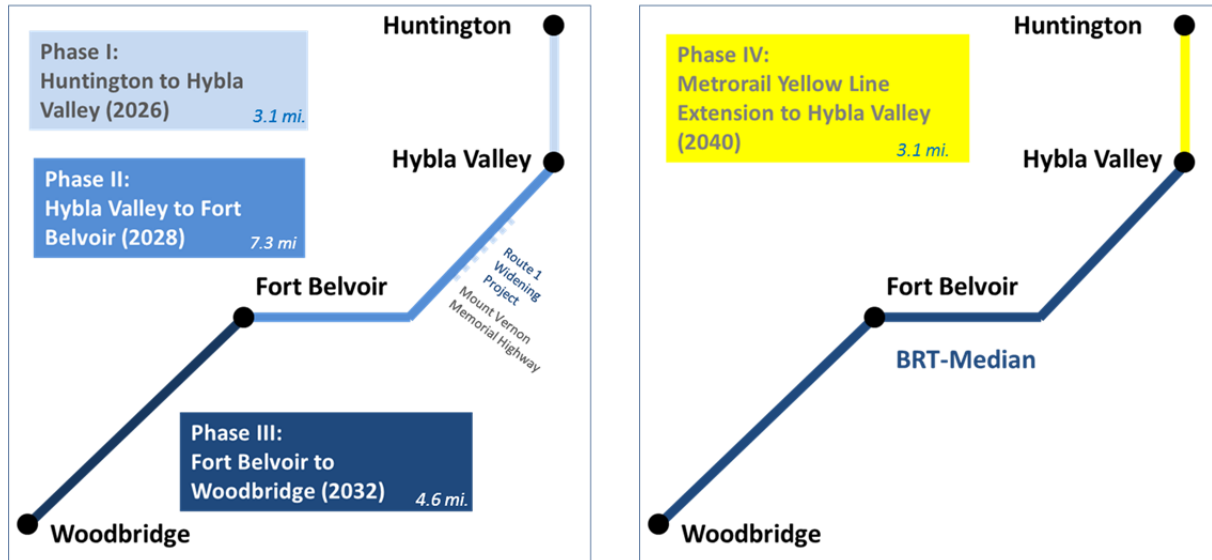 Huntington
Phase I:
Huntington to Hybla
Valley (2026)
3.1 mi.
Hybla Valley
Phase II:
Hybla Valley to Fort
Belvoir (2028)
7.3 mi
Route 1
Widening
Project
Mount Vernon
Memorial Highway
Fort Belvoir
Phase III:
Fort Belvoir to
Woodbridge (2032)
4.6 mi.
Woodbridge
Huntington
Phase IV:
Metrorail Yellow Line
Extension to Hybla Valley
(2040)
3.1 mi.
Hybla Valley
Fort Belvoir
BRT-Median
Woodbridge